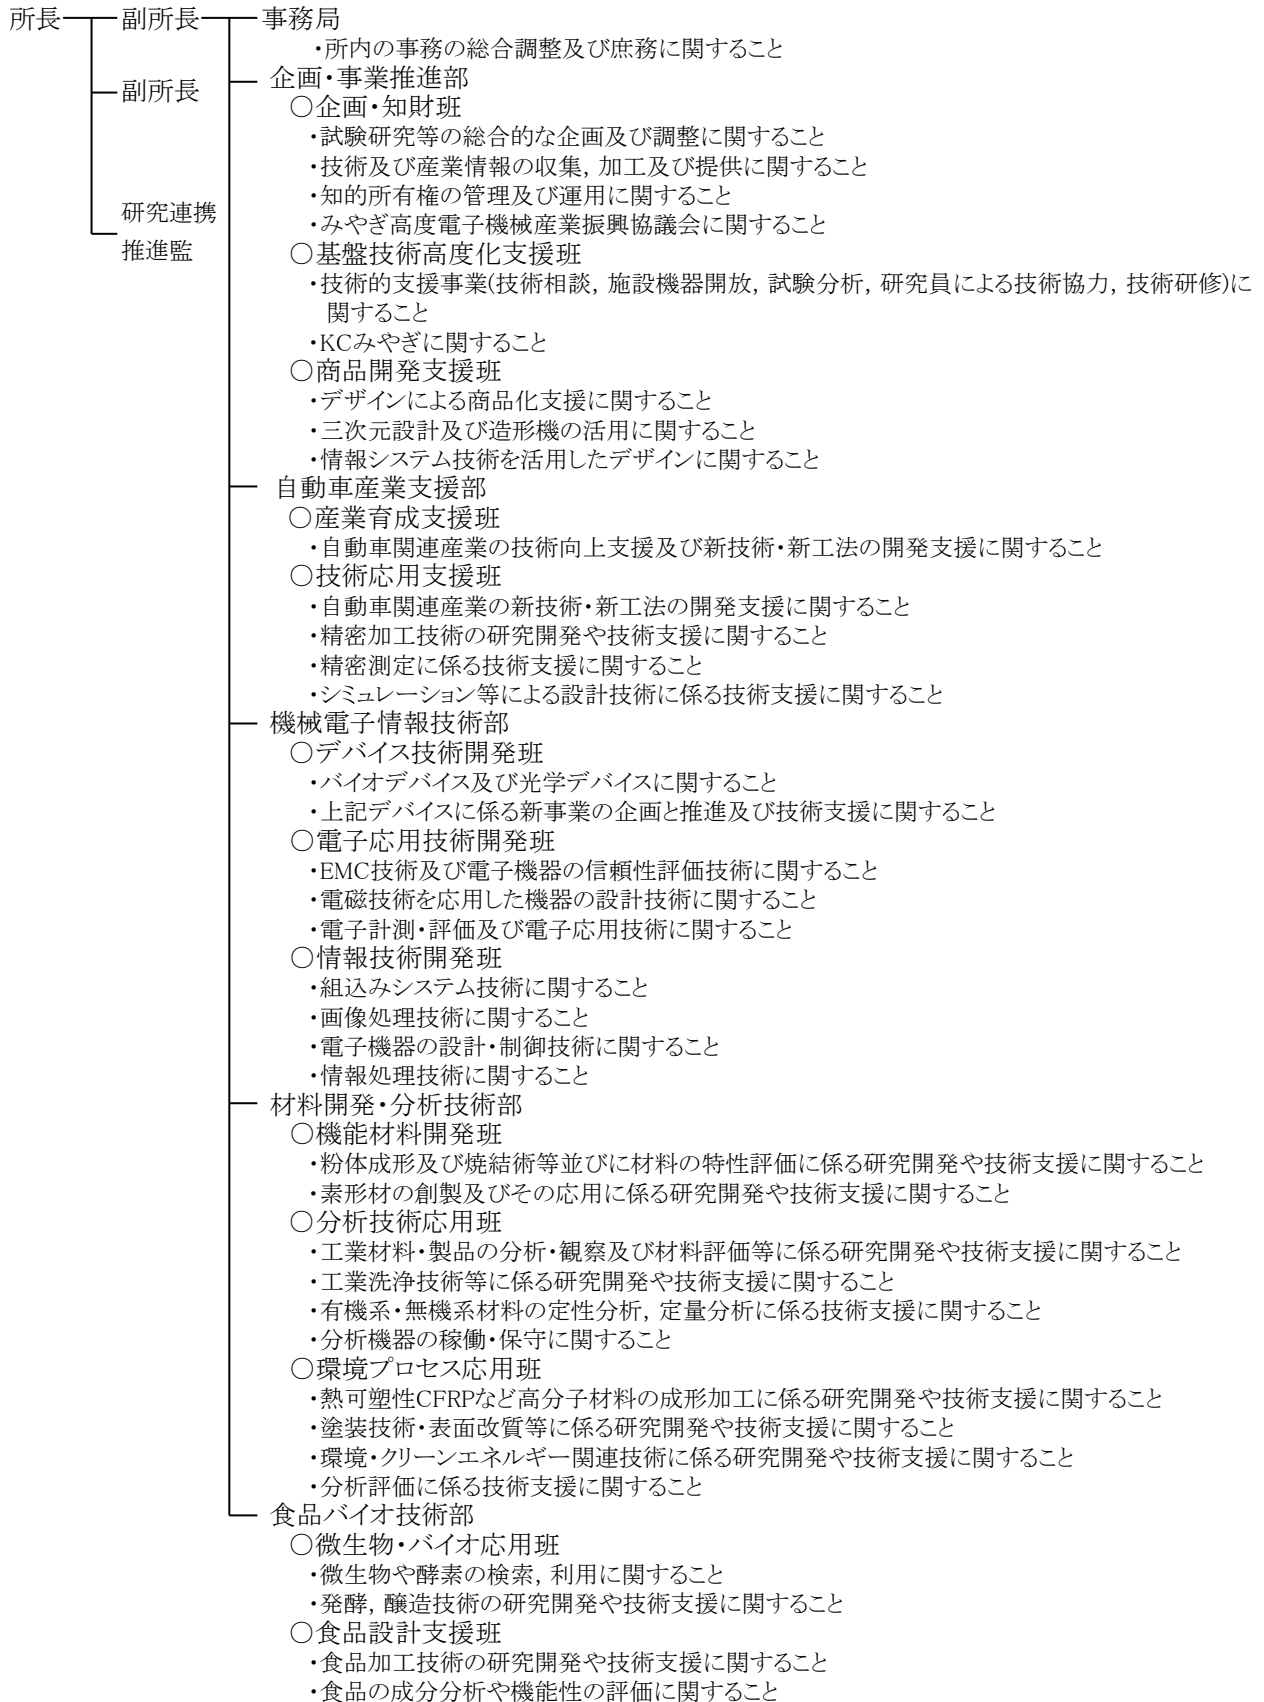 所長 副所長 事務局
・所内の事務の総合調整及び庶務に関すること
企画・事業推進部
副所長
○企画・知財班
・試験研究等の総合的な企画及び調整に関すること
・技術及び産業情報の収集, 加工及び提供に関すること
・知的所有権の管理及び運用に関すること
研究連携
推進監
・みやぎ高度電子機械産業振興協議会に関すること
○基盤技術高度化支援班
・技術的支援事業(技術相談, 施設機器開放, 試験分析, 研究員による技術協力, 技術研修)に
関すること
・KCみやぎに関すること
○商品開発支援班
・デザインによる商品化支援に関すること
・三次元設計及び造形機の活用に関すること
・情報システム技術を活用したデザインに関すること
自動車産業支援部
○産業育成支援班
・自動車関連産業の技術向上支援及び新技術・新工法の開発支援に関すること
○技術応用支援班
・自動車関連産業の新技術・新工法の開発支援に関すること
・精密加工技術の研究開発や技術支援に関すること
・精密測定に係る技術支援に関すること
・シミュレーション等による設計技術に係る技術支援に関すること
機械電子情報技術部
○デバイス技術開発班
・バイオデバイス及び光学デバイスに関すること
・上記デバイスに係る新事業の企画と推進及び技術支援に関すること
○電子応用技術開発班
・EMC技術及び電子機器の信頼性評価技術に関すること
・電磁技術を応用した機器の設計技術に関すること
・電子計測・評価及び電子応用技術に関すること
○情報技術開発班
・組込みシステム技術に関すること
・画像処理技術に関すること
・電子機器の設計・制御技術に関すること
・情報処理技術に関すること
材料開発・分析技術部
○機能材料開発班
・粉体成形及び焼結術等並びに材料の特性評価に係る研究開発や技術支援に関すること
・素形材の創製及びその応用に係る研究開発や技術支援に関すること
○分析技術応用班
・工業材料・製品の分析・観察及び材料評価等に係る研究開発や技術支援に関すること
・工業洗浄技術等に係る研究開発や技術支援に関すること
・有機系・無機系材料の定性分析, 定量分析に係る技術支援に関すること
・分析機器の稼働・保守に関すること
○環境プロセス応用班
・熱可塑性CFRPなど高分子材料の成形加工に係る研究開発や技術支援に関すること
・塗装技術・表面改質等に係る研究開発や技術支援に関すること
・環境・クリーンエネルギー関連技術に係る研究開発や技術支援に関すること
・分析評価に係る技術支援に関すること
食品バイオ技術部
○微生物・バイオ応用班
・微生物や酵素の検索, 利用に関すること
・発酵, 醸造技術の研究開発や技術支援に関すること
○食品設計支援班
・食品加工技術の研究開発や技術支援に関すること
・食品の成分分析や機能性の評価に関すること